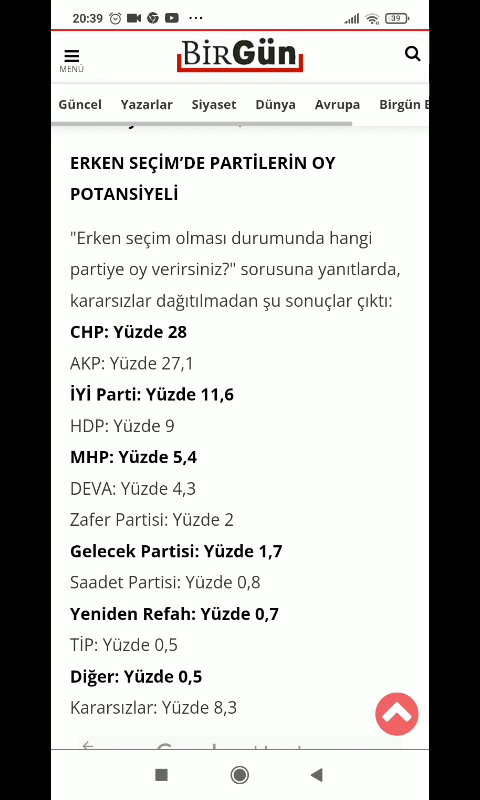 20:39
39
BİRGün
MENÜ
Güncel Yazarlar Siyaset Dünya Avrupa Birgün
ERKEN SEÇİM'DE PARTİLERİN OY
POTANSİYELİ
"Erken seçim olması durumunda hangi
partiye oy verirsiniz?" sorusuna yanıtlarda,
kararsızlar dağıtılmadan şu sonuçlar çıktı:
CHP: Yüzde 28
AKP: Yüzde 27,1
İYİ Parti: Yüzde 11,6
HDP: Yüzde 9
MHP: Yüzde 5,4
DEVA: Yüzde 4,3
Zafer Partisi: Yüzde 2
Gelecek Partisi: Yüzde 1,7
Saadet Partisi: Yüzde 0,8
Yeniden Refah: Yüzde 0,7
TİP: Yüzde 0,5
Diğer: Yüzde 0,5
Kararsızlar: Yüzde 8,3